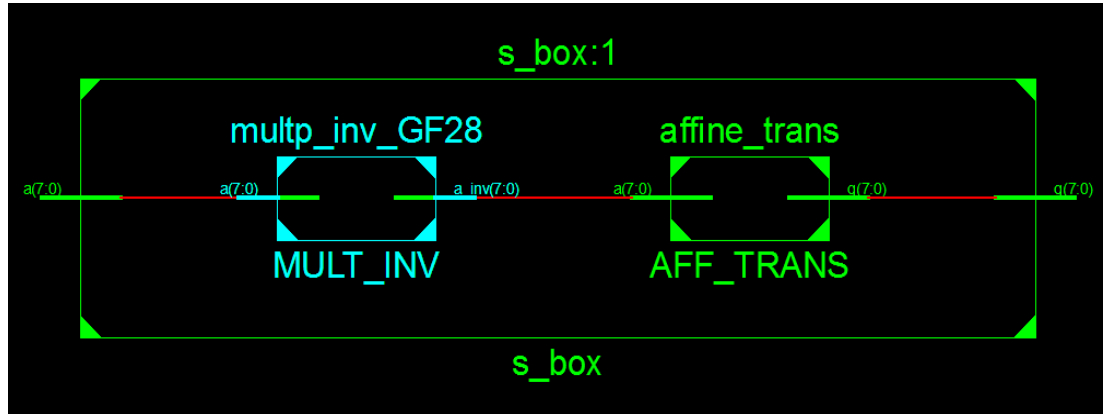 s_box:1
multp_inv_GF28
affine_trans
a(7:0)
a(7:0)
a_inv(7:0)
a(7:0)
q(7:0)
q(7:0)
MULT_INV
AFF_TRANS
s_box